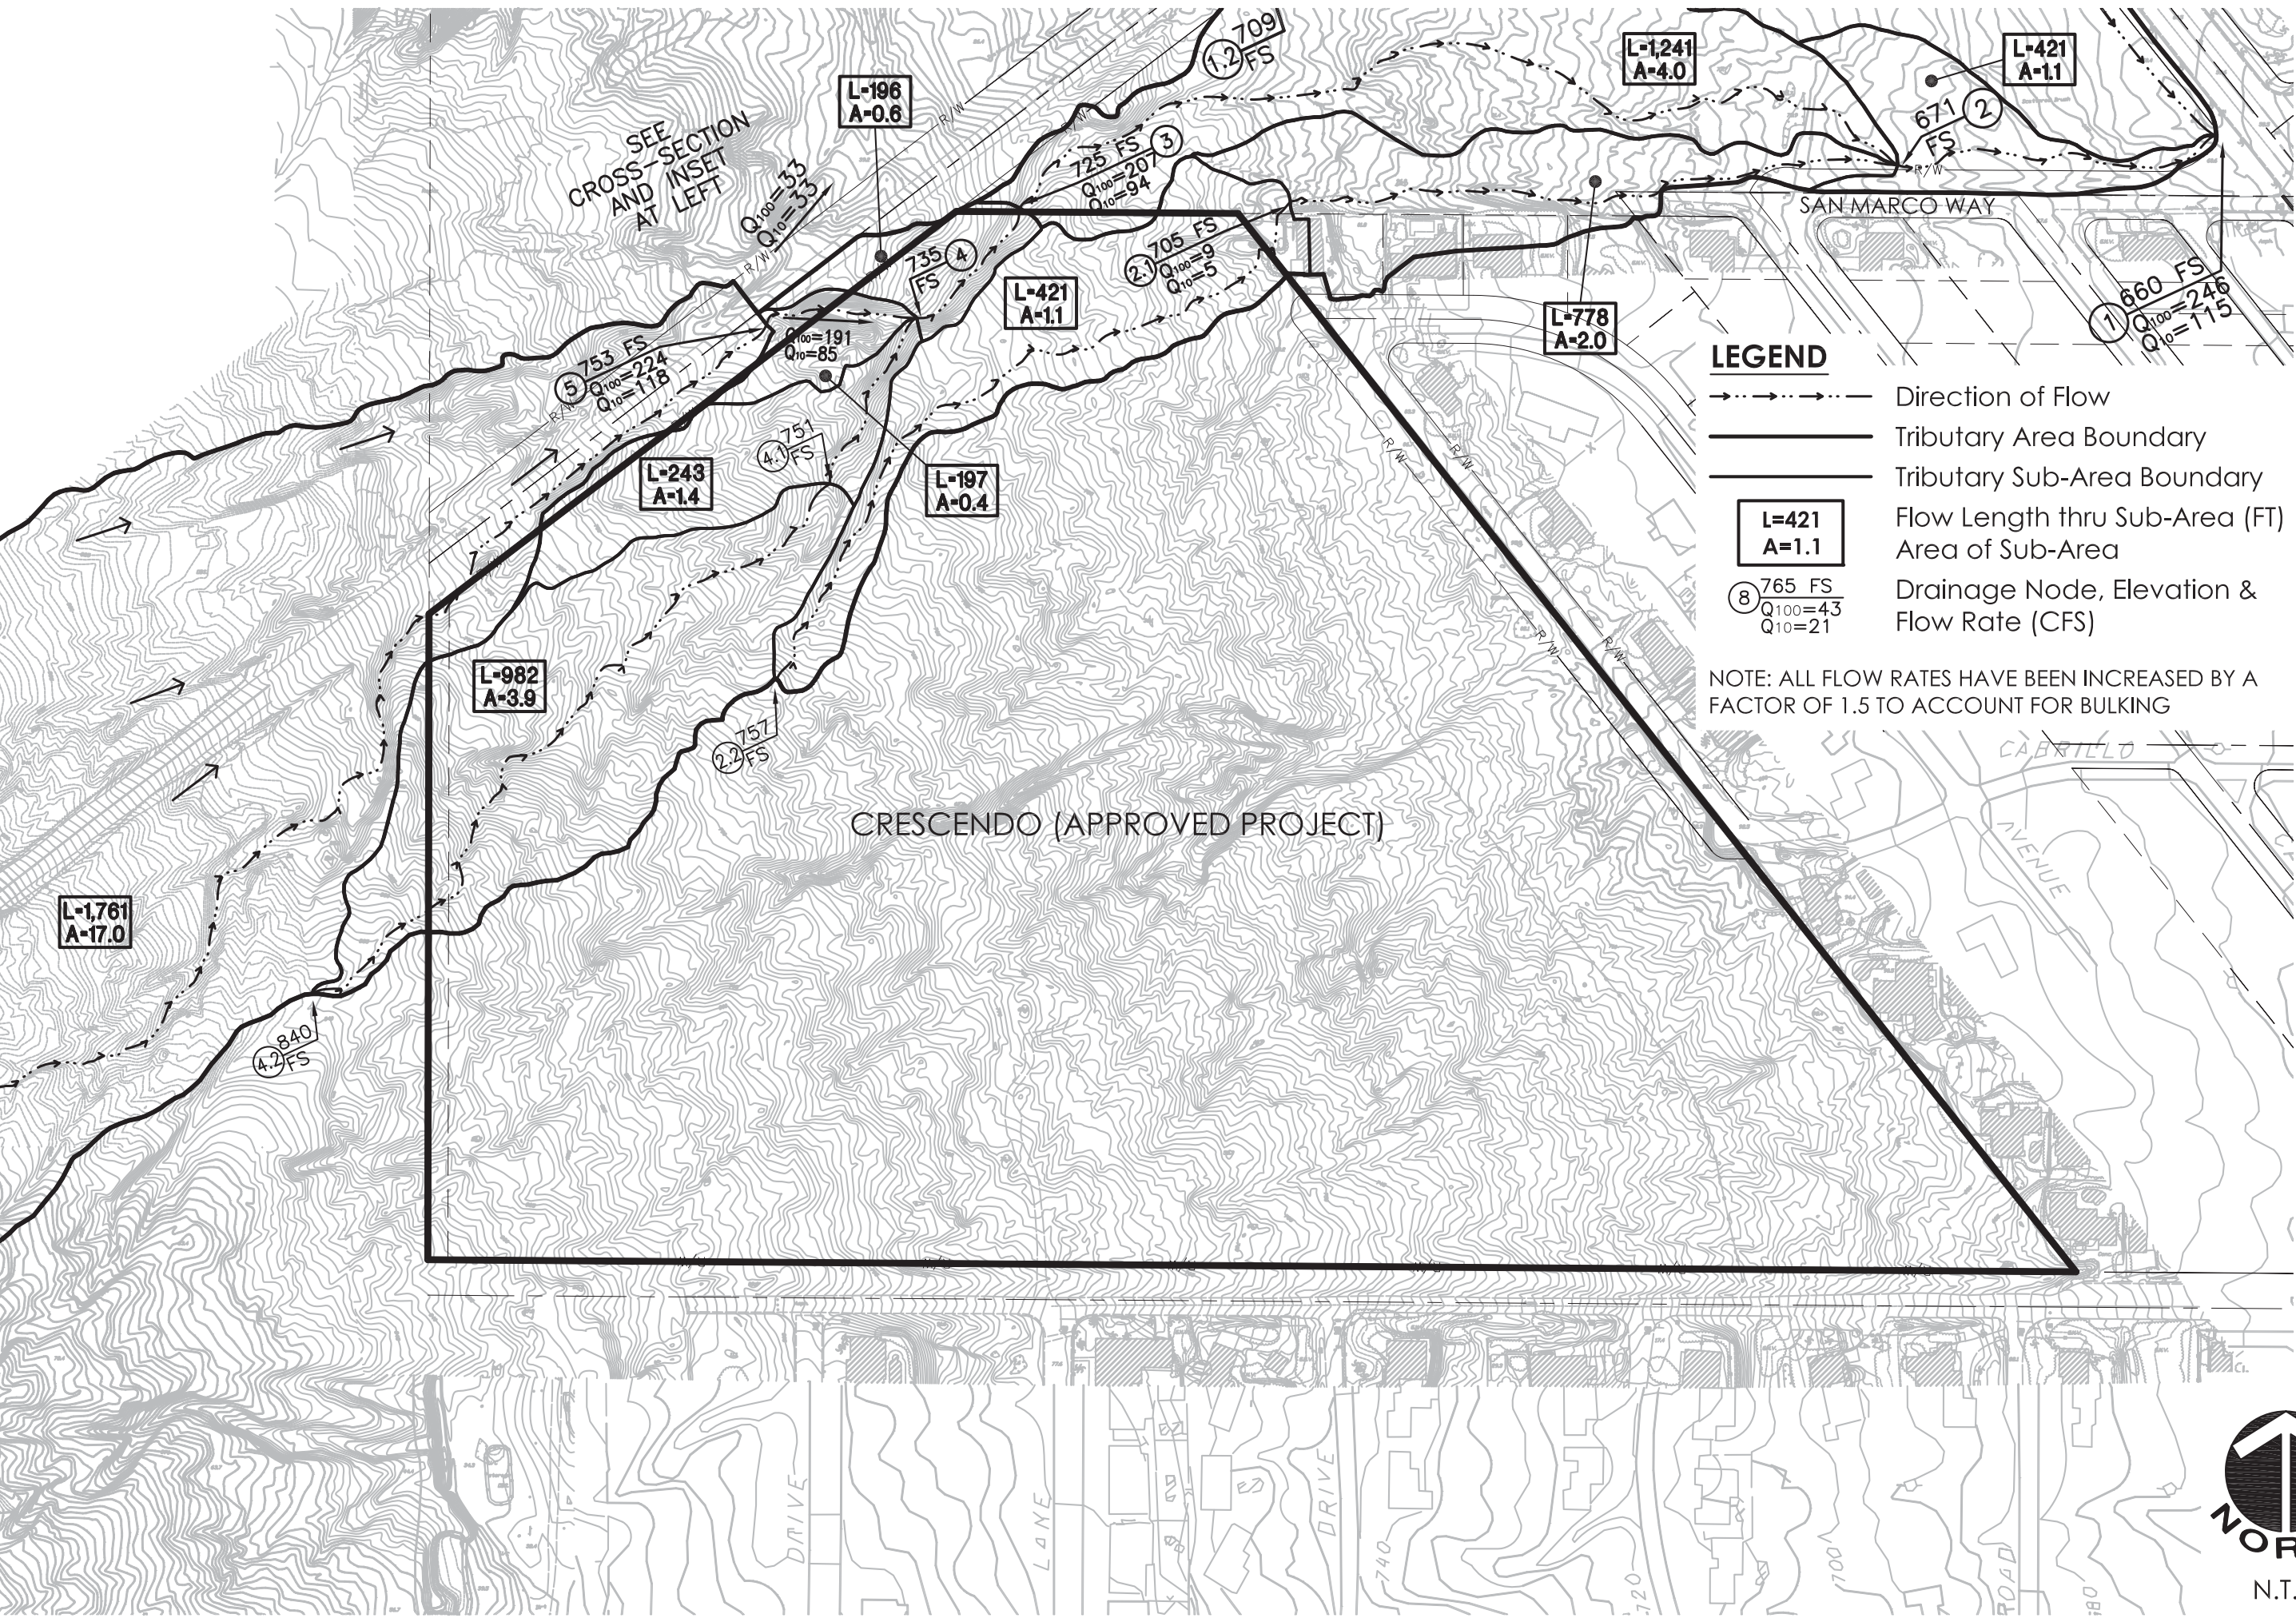 1.2 709
FS
L=1,241
A=4.0
L=421
A=1.1
L=196
A=0.6
SEE
CROSS-SECTION
AND INSET
AT LEFT
Q100=33
Q10=33
R/W
R/W
725 FS 3
Q100=207
Q10=94
671 2
FS
R/W
SAN MARCO WAY
735 4
FS
R/W
2.1 705 FS
Q100=9
Q10=5
L=421
A=1.1
L=778
A=2.0
1 660 FS
Q100=246
Q10=115
5 753 FS
Q100=224
Q10=118
R/W
Q100=191
Q10=85
4.1 751
FS
L=243
A=1.4
L=197
A=0.4
R/W
R/W
LEGEND
Direction of Flow
Tributary Area Boundary
Tributary Sub-Area Boundary
L=421
A=1.1
Flow Length thru Sub-Area (FT)
Area of Sub-Area
8 765 FS
Q100=43
Q10=21
Drainage Node, Elevation &
Flow Rate (CFS)
NOTE: ALL FLOW RATES HAVE BEEN INCREASED BY A
FACTOR OF 1.5 TO ACCOUNT FOR BULKING
R/W
R/W
L=982
A=3.9
2.2 757
FS
CABRILLO
AVENUE
CRESCENDO (APPROVED PROJECT)
L=1,761
A=17.0
4.2 840
FS
DRIVE
LANE
DRIVE
740
720
700
ROAD
680
NOR
N.T.